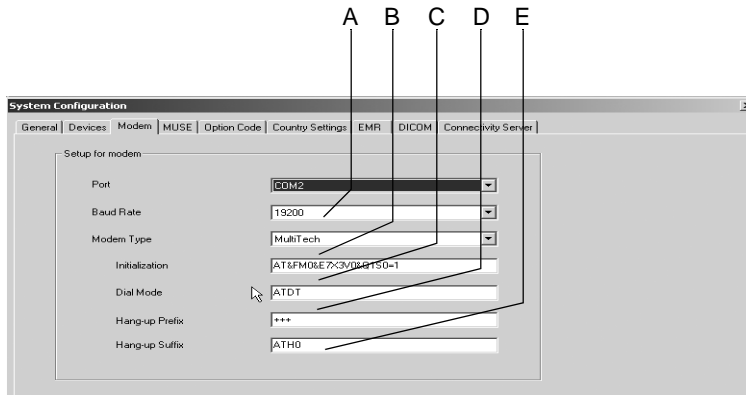 A B C D E
System Configuration
General Devices Modem MUSE Option Code Country Settings EMR DICOM Connectivity Server
Setup for modem
Port COM2
Baud Rate 19200
Modem Type MultiTech
Initialization AT&FM0&E7X3V0&Q1S0=1
Dial Mode ATDT
Hang-up Prefix +++
Hang-up Suffix ATH0